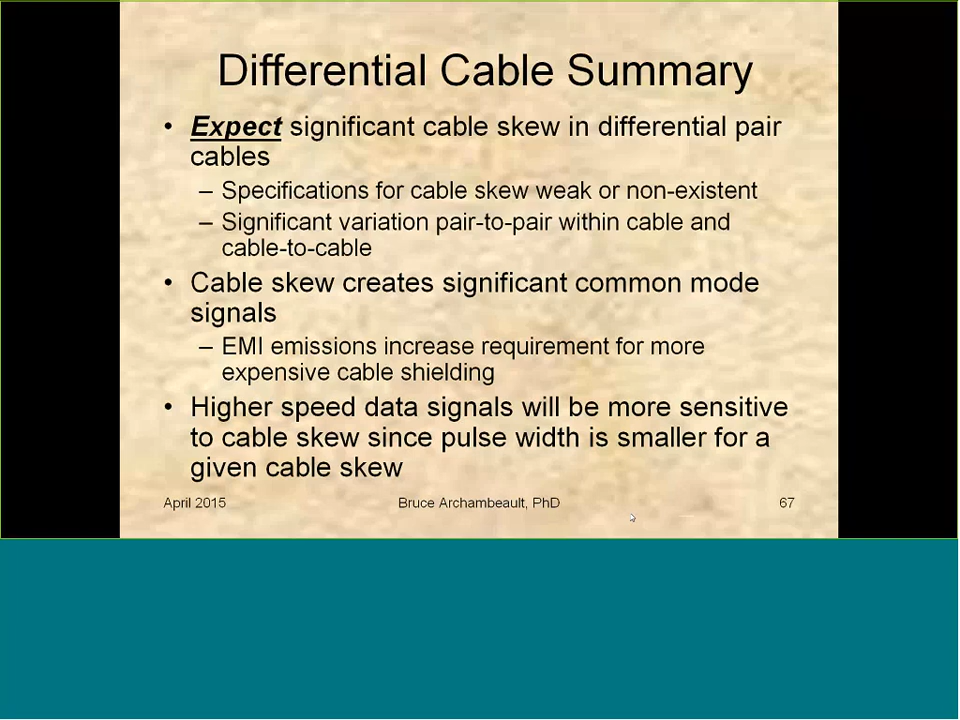 Differential Cable Summary
• Expect significant cable skew in differential pair
cables
– Specifications for cable skew weak or non-existent
– Significant variation pair-to-pair within cable and
cable-to-cable
• Cable skew creates significant common mode
signals
– EMI emissions increase requirement for more
expensive cable shielding
• Higher speed data signals will be more sensitive
to cable skew since pulse width is smaller for a
given cable skew
April 2015 Bruce Archambeault, PhD 67